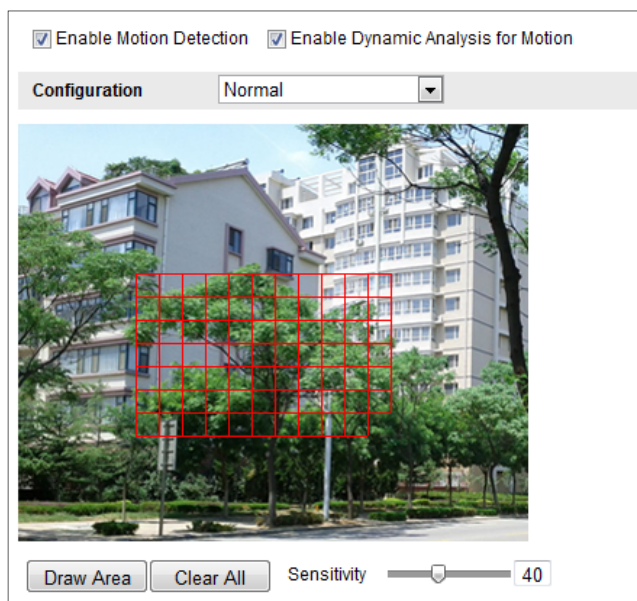 Enable Motion Detection Enable Dynamic Analysis for Motion
Configuration Normal
Draw Area Clear All Sensitivity 40